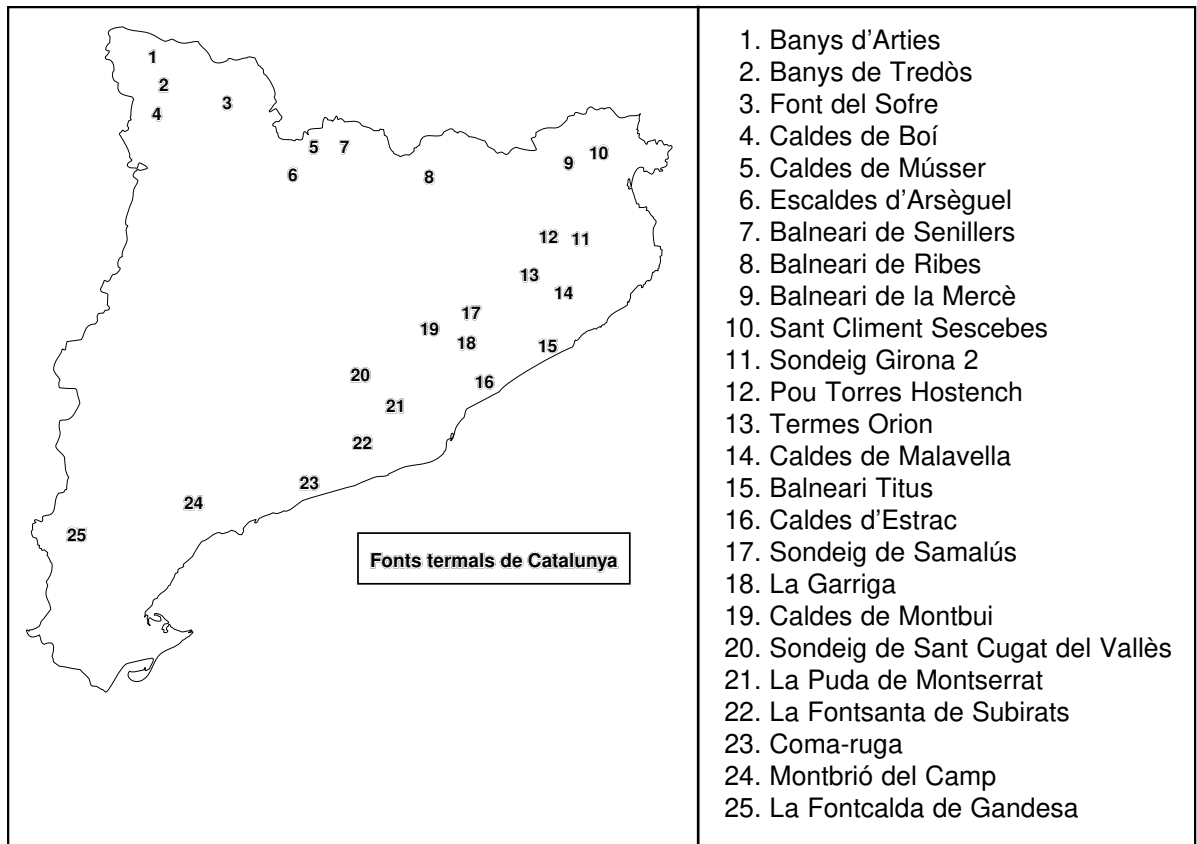 1
2
3
4
5
7
6
8
9
10
12
11
13
14
17
19
18
15
20
16
21
22
23
24
25
Fonts termals de Catalunya
1. Banys d'Arties
2. Banys de Tredòs
3. Font del Sofre
4. Caldes de Boí
5. Caldes de Músser
6. Escaldes d'Arsèguel
7. Balneari de Senillers
8. Balneari de Ribes
9. Balneari de la Mercè
10. Sant Climent Sescebes
11. Sondeig Girona 2
12. Pou Torres Hostench
13. Termes Orion
14. Caldes de Malavella
15. Balneari Titus
16. Caldes d'Estrac
17. Sondeig de Samalús
18. La Garriga
19. Caldes de Montbui
20. Sondeig de Sant Cugat del Vallès
21. La Puda de Montserrat
22. La Fontsanta de Subirats
23. Coma-ruga
24. Montbrió del Camp
25. La Fontcalda de Gandesa